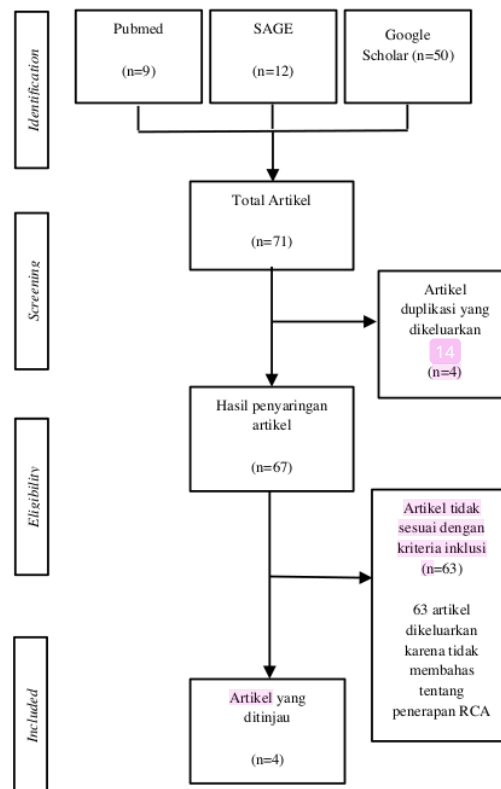 Identification
Pubmed
(n=9)
SAGE
(n=12)
Google
Scholar (n=50)
Total Artikel
(n=71)
Screening
Artikel
duplikasi yang
dikeluarkan
14
(n=4)
Hasil penyaringan
artikel
(n=67)
Eligibility
Artikel tidak
sesuai dengan
kriteria inklusi
(n=63)
63 artikel
dikeluarkan
karena tidak
membahas
tentang
penerapan RCA
Included
Artikel yang
ditinjau
(n=4)